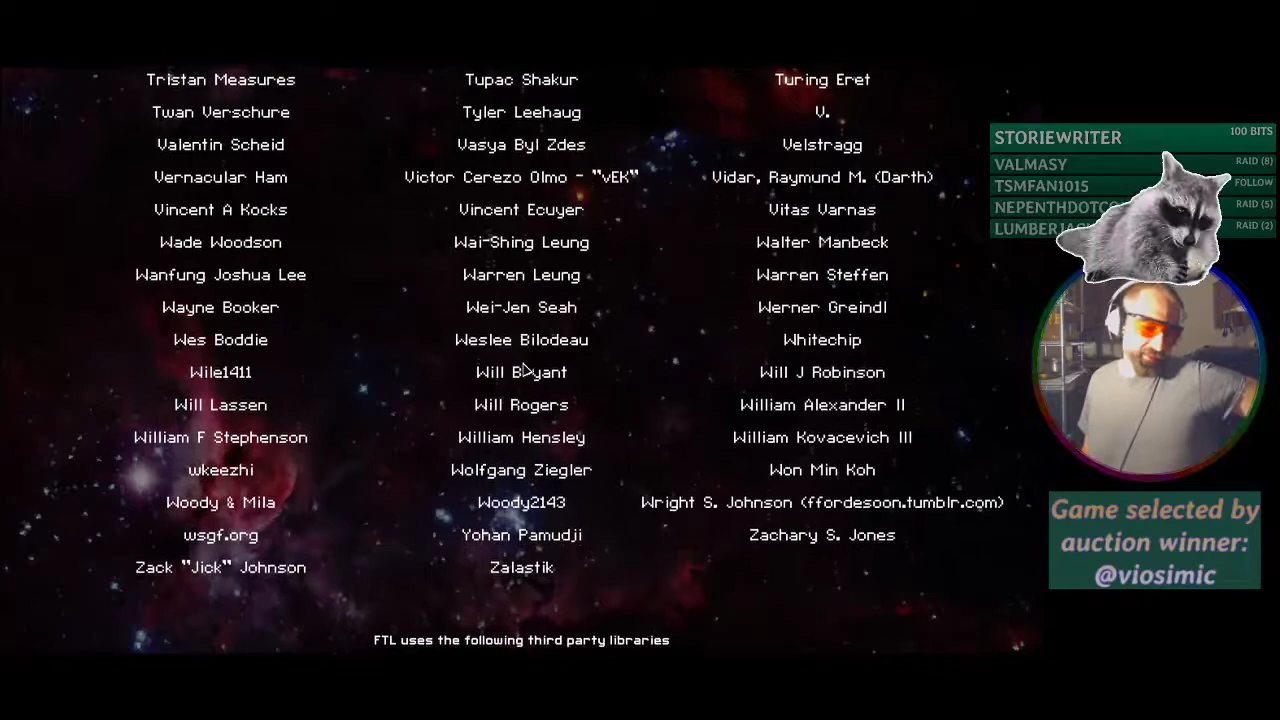 Tristan Measures Tupac Shakur Turing Eret
Twan Verschure Tyler Leehaug V.
Valentin Scheid Vasya Byl Zdes Velstragg
Vernacular Ham Victor Cerezo Olmo - "vEK" Vidar, Raymund M. (Darth)
Vincent A Kocks Vincent Ecuyer Vitas Varnas
Wade Woodson Wai-Shing Leung Walter Manbeck
Wanfung Joshua Lee Warren Leung Warren Steffen
Wayne Booker Wei-Jen Seah Werner Greindl
Wes Boddie Weslee Bilodeau Whitechip
Wile1411 Will Bryant Will J Robinson
Will Lassen Will Rogers William Alexander II
William F Stephenson William Hensley William Kovacevich III
wkeezhi Wolfgang Ziegler Won Min Koh
Woody & Mila Woody2143 Wright S. Johnson (ffordesoon.tumblr.com)
wsgf.org Yohan Pamudji Zachary S. Jones
Zack "Jick" Johnson Zalastik
FTL uses the following third party libraries
STORIEWRITER 100 BITS
VALMASY RAID (8)
TSMFAN1015 FOLLOW
RAID (5)
RAID (2)
Game selected by
auction winner:
@viosimic